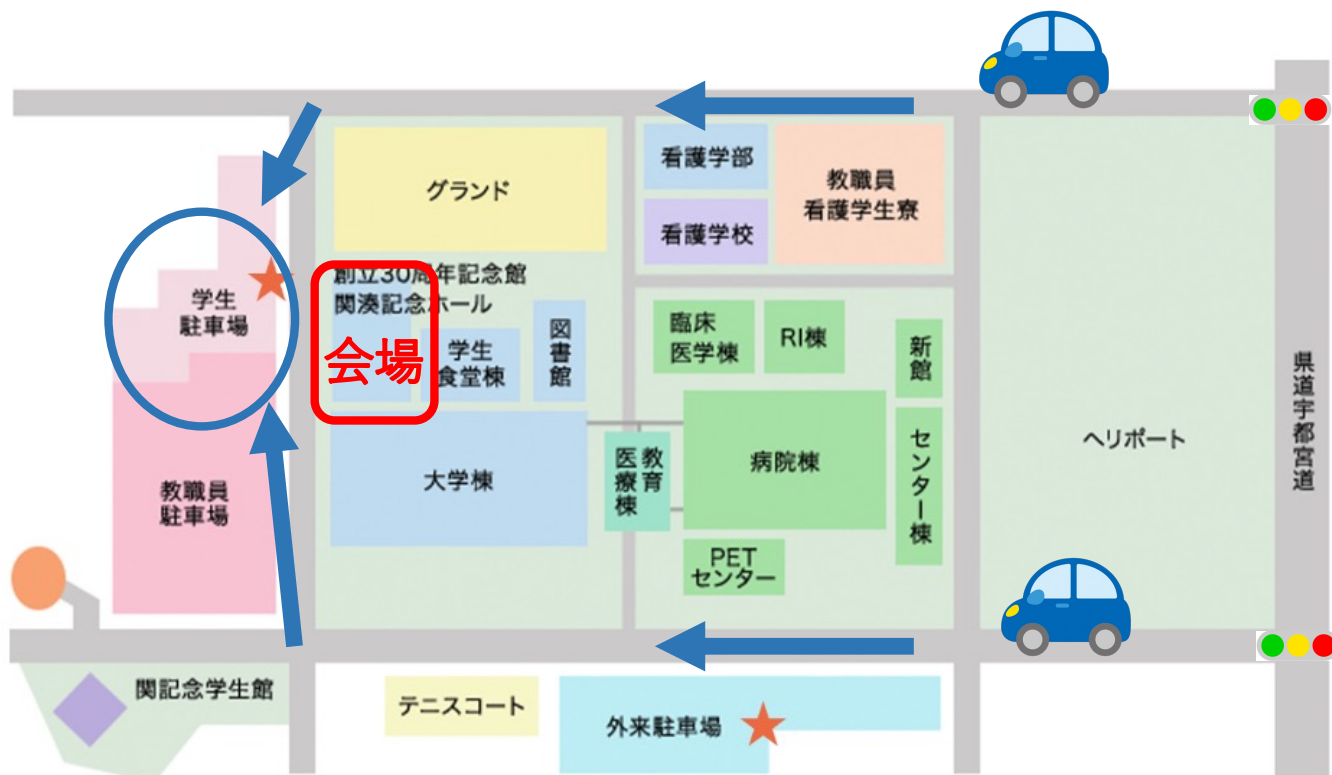 看護学部
教職員
看護学生寮
グランド
看護学校
創立30周年記念館
関湊記念ホール
学生
駐車場
会場
学生
食堂棟
図書館
臨床
医学棟
RI棟
新館
県道宇都宮道
ヘリポート
大学棟
教育
医療棟
病院棟
センター棟
教職員
駐車場
PET
センター
関記念学生館
テニスコート
外来駐車場